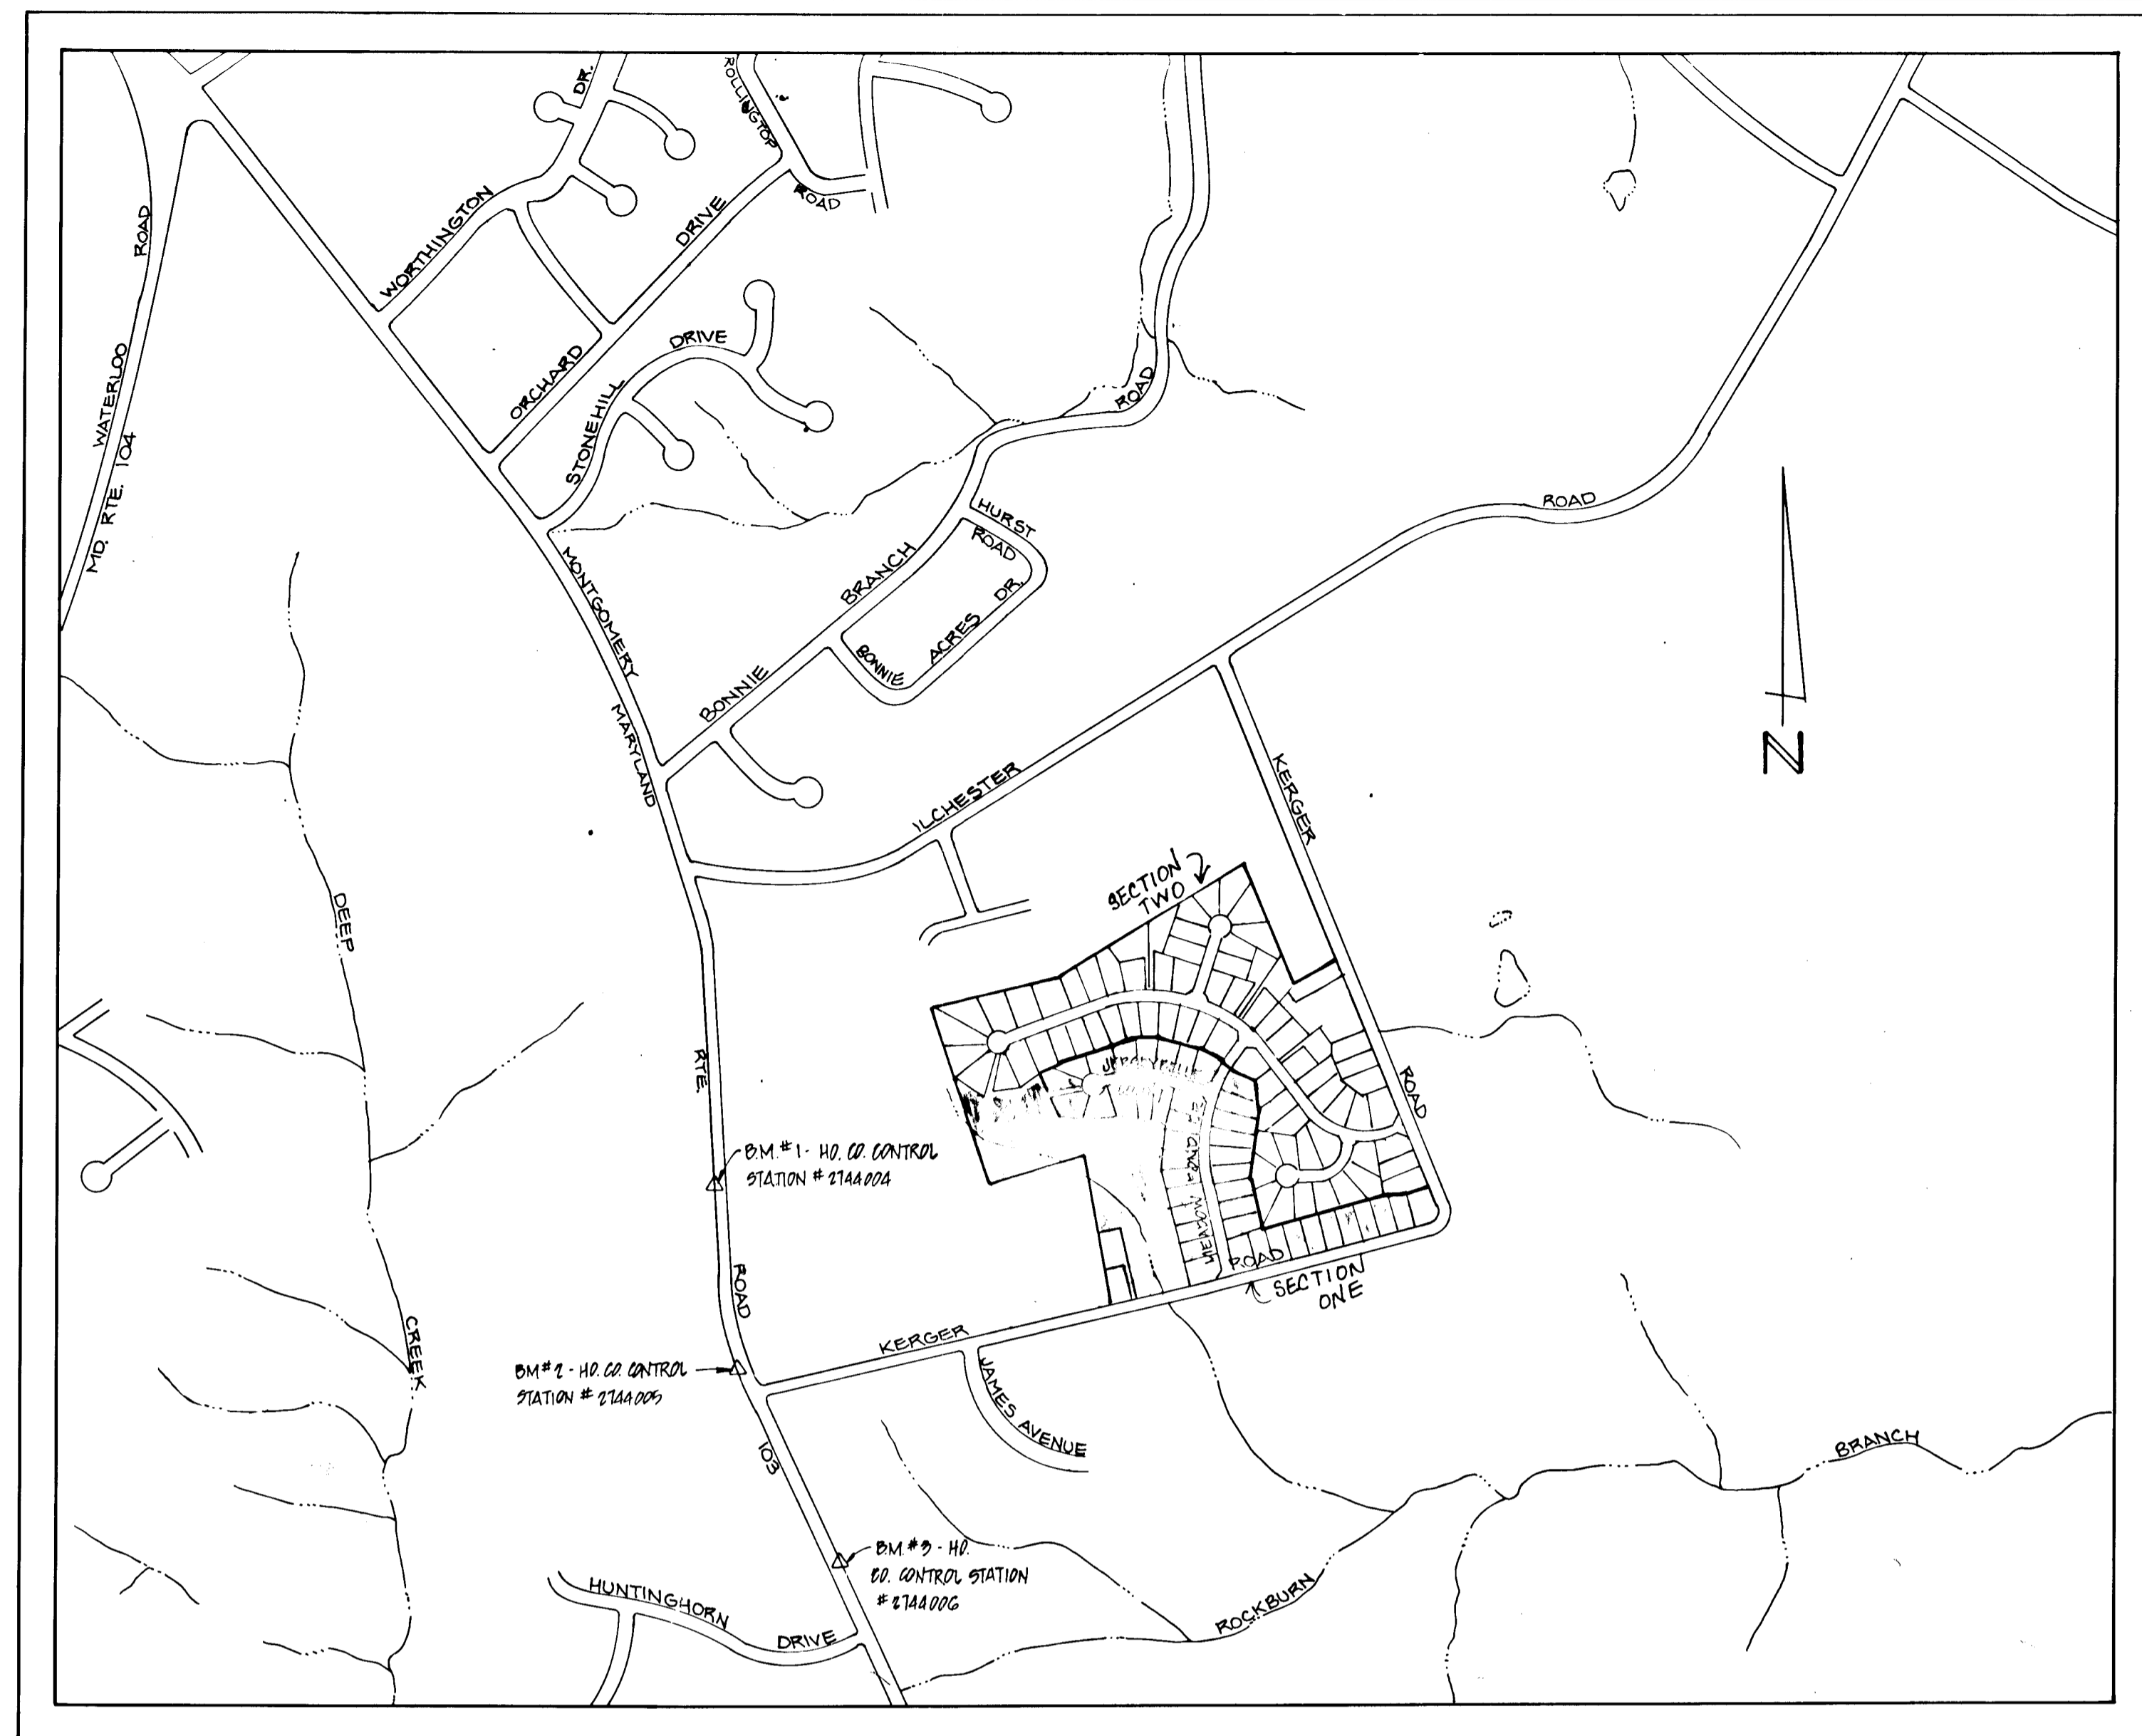 DR.
ROLLINGTOP
ROAD
WORTHINGTON
DRIVE
ORCHARD
ROAD
WATERLOO
MD. RTE. 104
DRIVE
STONEHILL
ROAD
HURST
ROAD
BRANCH
BONNIE
BONNIE
ACRES
DR.
MONTGOMERY
MARYLAND
ROAD
ILCHESTER
KERGER
N
SECTION
TWO
DEEP
RTE.
ROAD
B.M. #1 - HO. CO. CONTROL
STATION # 2744004
ROAD
ROAD
SECTION
ONE
KERGER
CREEK
BM #2 - HO. CO. CONTROL
STATION # 2744005
JAMES AVENUE
103
BRANCH
B.M. #3 - HO.
CO. CONTROL STATION
# 2744006
HUNTINGHORN
DRIVE
ROCKBURN